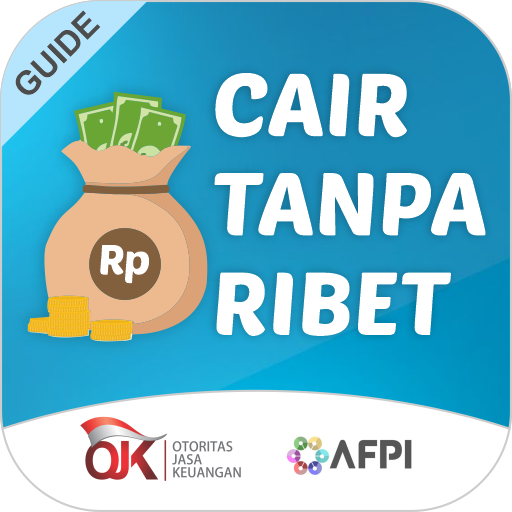 GUIDE
CAIR
TANPA
RIBET
Rp
OJK
OTORITAS
JASA
KEUANGAN
AFPI